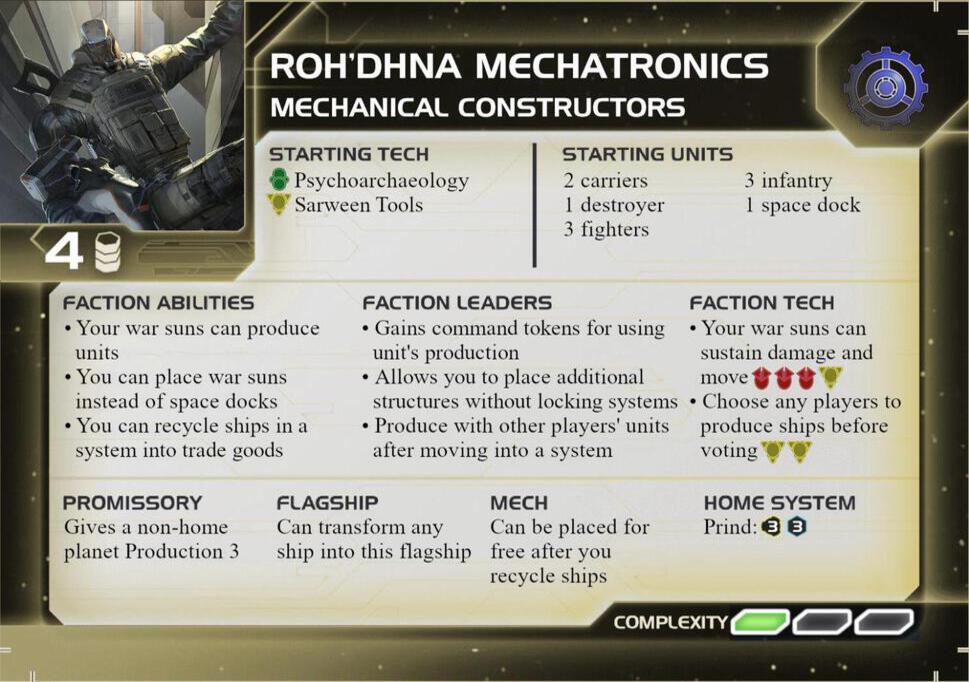 ROH'DHNA MECHATRONICS
MECHANICAL CONSTRUCTORS
4
STARTING TECH
Psychoarchaeology
Sarween Tools
STARTING UNITS
2 carriers
1 destroyer
3 fighters
3 infantry
1 space dock
FACTION ABILITIES
• Your war suns can produce
units
• You can place war suns
instead of space docks
• You can recycle ships in a
system into trade goods
FACTION LEADERS
• Gains command tokens for using
unit's production
• Allows you to place additional
structures without locking systems
• Produce with other players' units
after moving into a system
FACTION TECH
• Your war suns can
sustain damage and
move
• Choose any players to
produce ships before
voting
PROMISSORY
Gives a non-home
planet Production 3
FLAGSHIP
Can transform any
ship into this flagship
MECH
Can be placed for
free after you
recycle ships
HOME SYSTEM
Prind: 3 3
COMPLEXITY